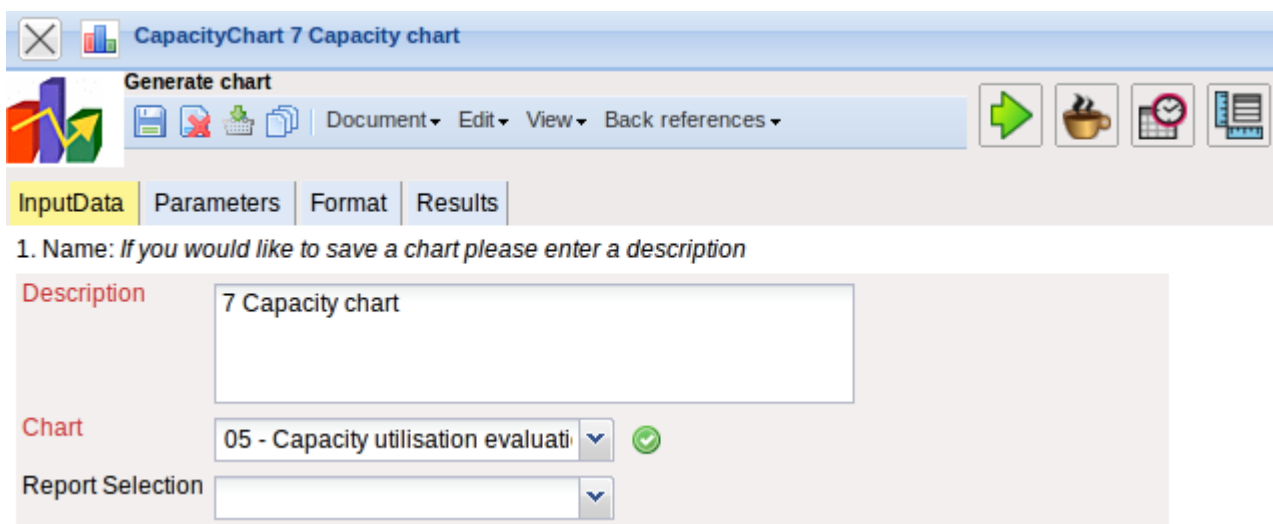 CapacityChart 7 Capacity chart
Generate chart
Document Edit View Back references
InputData Parameters Format Results
1. Name: If you would like to save a chart please enter a description
Description 7 Capacity chart
Chart 05 - Capacity utilisation evaluati
Report Selection